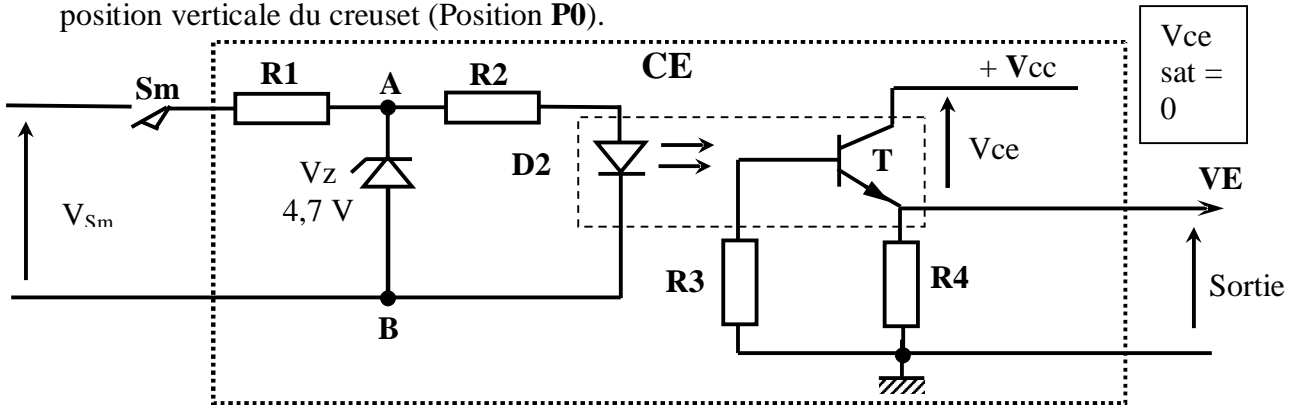 position verticale du creuset (Position P0).
CE
Vce
sat =
0
Sm
R1
A
R2
+ Vcc
Vz
4,7 V
D2
T
Vce
VE
VSm
R3
R4
Sortie
B